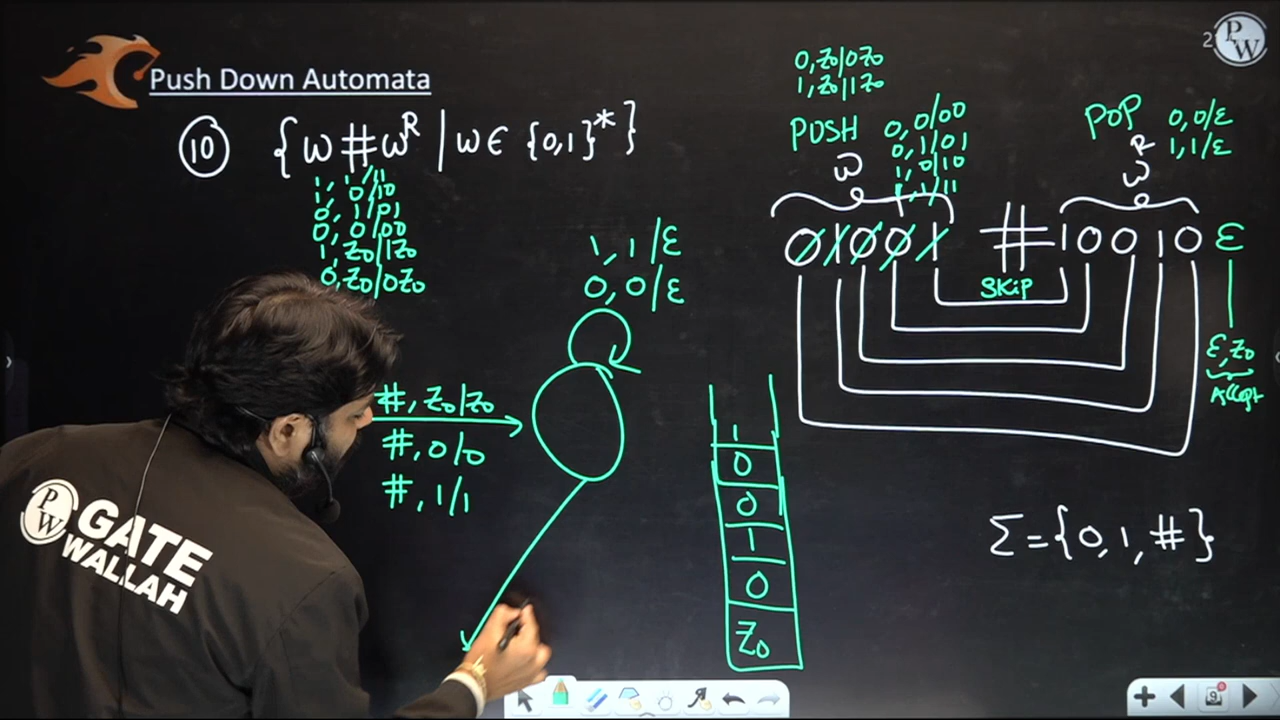 Push Down Automata
2
PW
⑩ { w # w^R | w ∈ {0,1}* }
1, 1/11
1, 0/10
0, 1/01
0, 0/00
1, Z₀/1Z₀
0, Z₀/0Z₀
#, Z₀/Z₀
#, 0/0
#, 1/1
1, 1/ε
0, 0/ε
0, Z₀/0Z₀
1, Z₀/1Z₀
PUSH
0, 0/00
0, 1/01
1, 0/10
1, 1/11
w
POP
0, 0/ε
1, 1/ε
w^R
0 1 0 0 1 # 1 0 0 1 0 ε
SKiP
ε, Z₀
Accept
1
0
0
1
0
Z₀
Σ = {0, 1, #}
PW
GATE
WALLAH
9